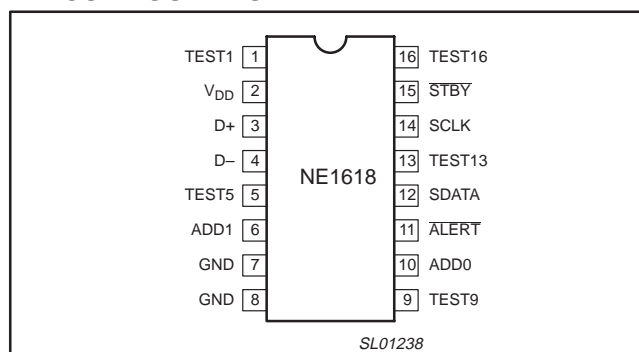 TEST1 1 16 TEST16
VDD 2 15 STBY
D+ 3 14 SCLK
D– 4 13 TEST13
NE1618
TEST5 5 12 SDATA
ADD1 6 11 ALERT
GND 7 10 ADD0
GND 8 9 TEST9
SL01238